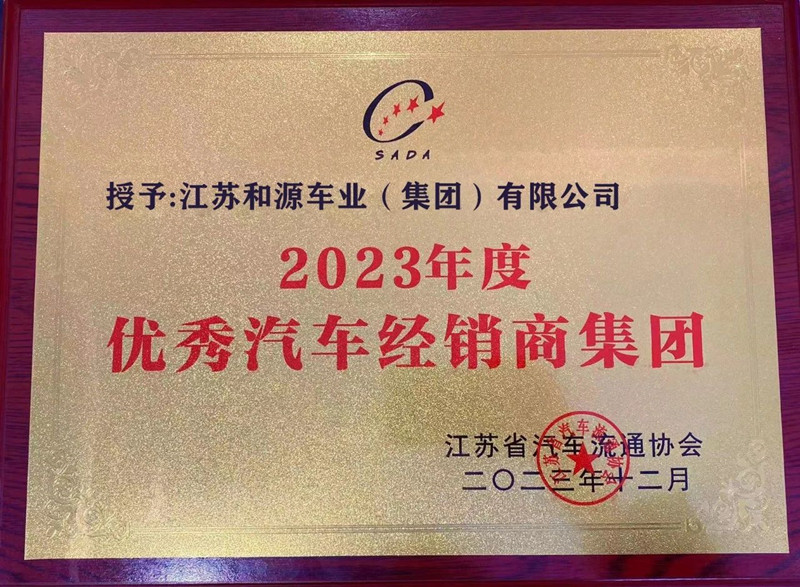 SADA
授予:江苏和源车业（集团）有限公司
2023年度
优秀汽车经销商集团
江苏省汽车流通协会
二〇二三年十二月